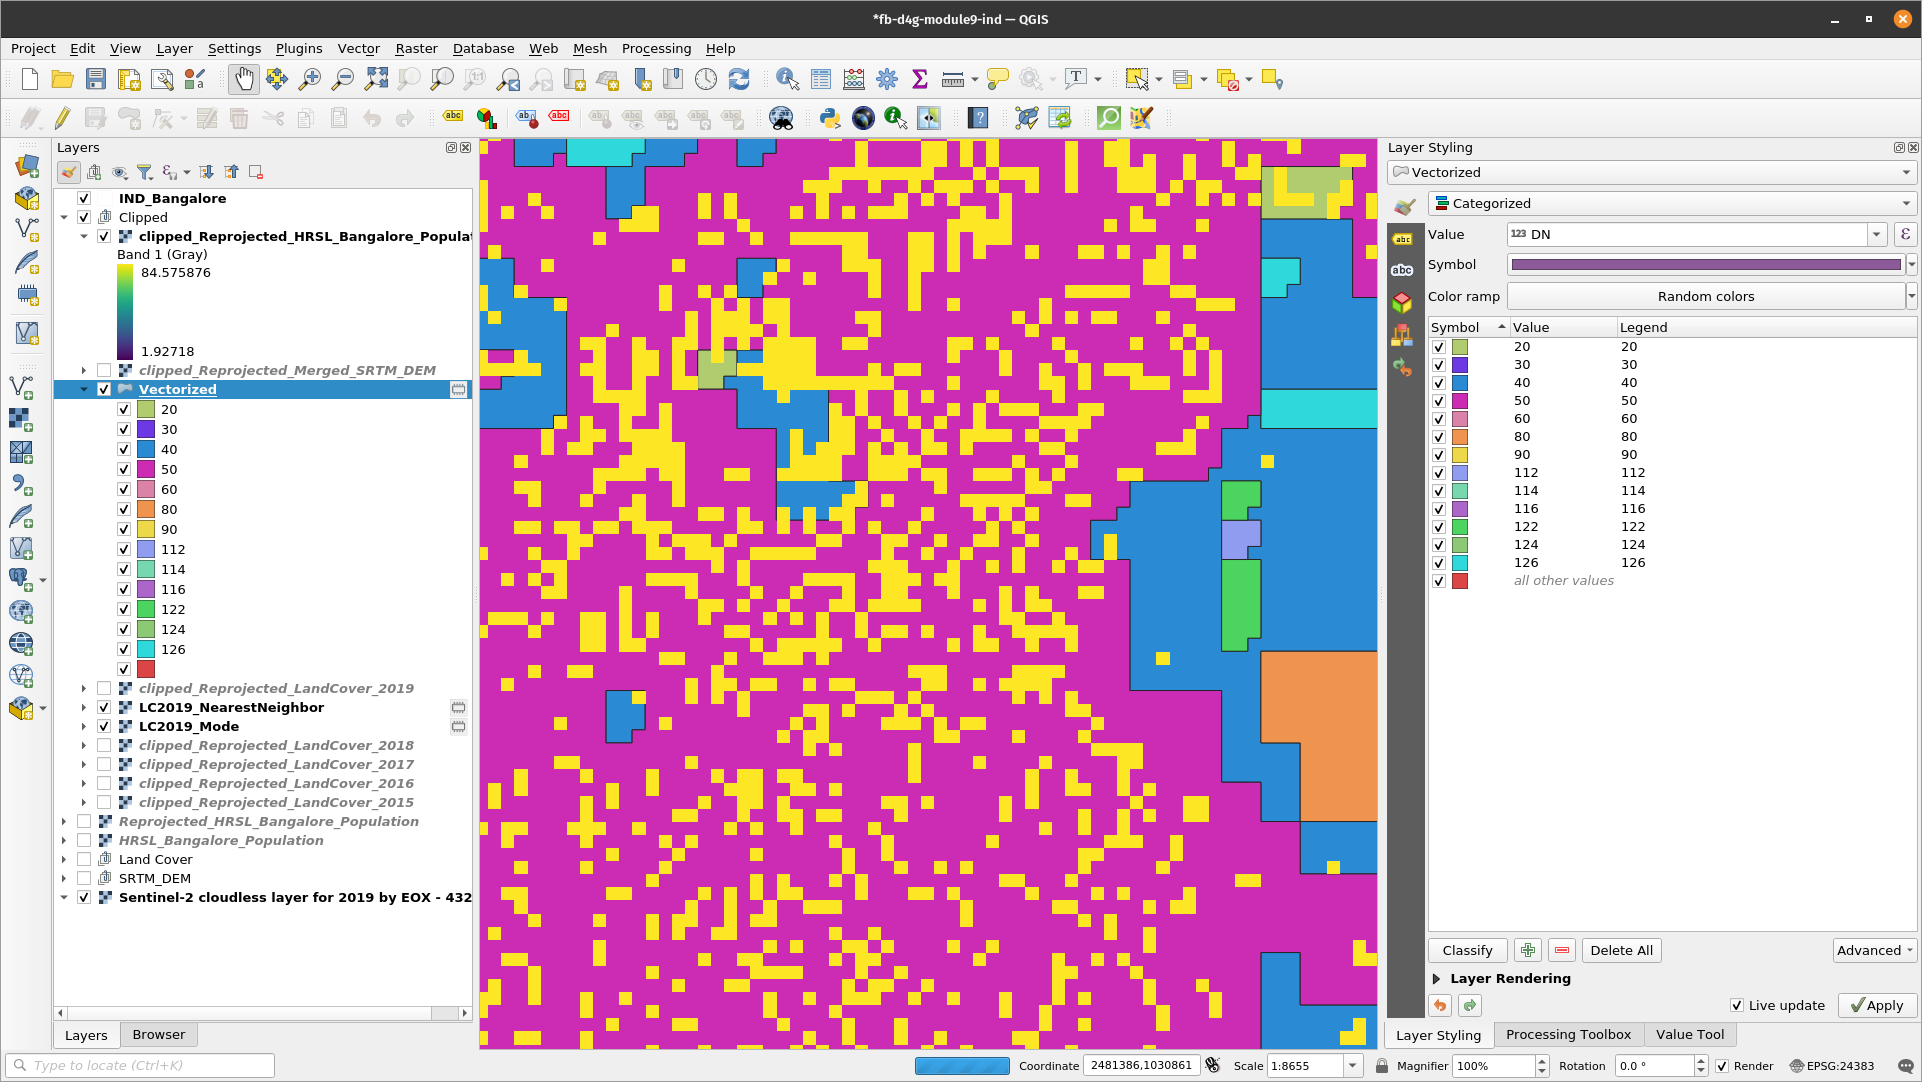 *fb-d4g-module9-ind — QGIS
Project Edit View Layer Settings Plugins Vector Raster Database Web Mesh Processing Help
Layers
IND_Bangalore
Clipped
clipped_Reprojected_HRSL_Bangalore_Populat
Band 1 (Gray)
84.575876
1.92718
clipped_Reprojected_Merged_SRTM_DEM
Vectorized
20
30
40
50
60
80
90
112
114
116
122
124
126
clipped_Reprojected_LandCover_2019
LC2019_NearestNeighbor
LC2019_Mode
clipped_Reprojected_LandCover_2018
clipped_Reprojected_LandCover_2017
clipped_Reprojected_LandCover_2016
clipped_Reprojected_LandCover_2015
Reprojected_HRSL_Bangalore_Population
HRSL_Bangalore_Population
Land Cover
SRTM_DEM
Sentinel-2 cloudless layer for 2019 by EOX - 432
Layers Browser
Layer Styling
Vectorized
Categorized
Value 123 DN ε
Symbol
Color ramp Random colors
Symbol Value Legend
20 20
30 30
40 40
50 50
60 60
80 80
90 90
112 112
114 114
116 116
122 122
124 124
126 126
all other values
Classify Delete All Advanced
Layer Rendering
Live update Apply
Layer Styling Processing Toolbox Value Tool
Type to locate (Ctrl+K) Coordinate 2481386,1030861 Scale 1:8655 Magnifier 100% Rotation 0.0 ° Render EPSG:24383